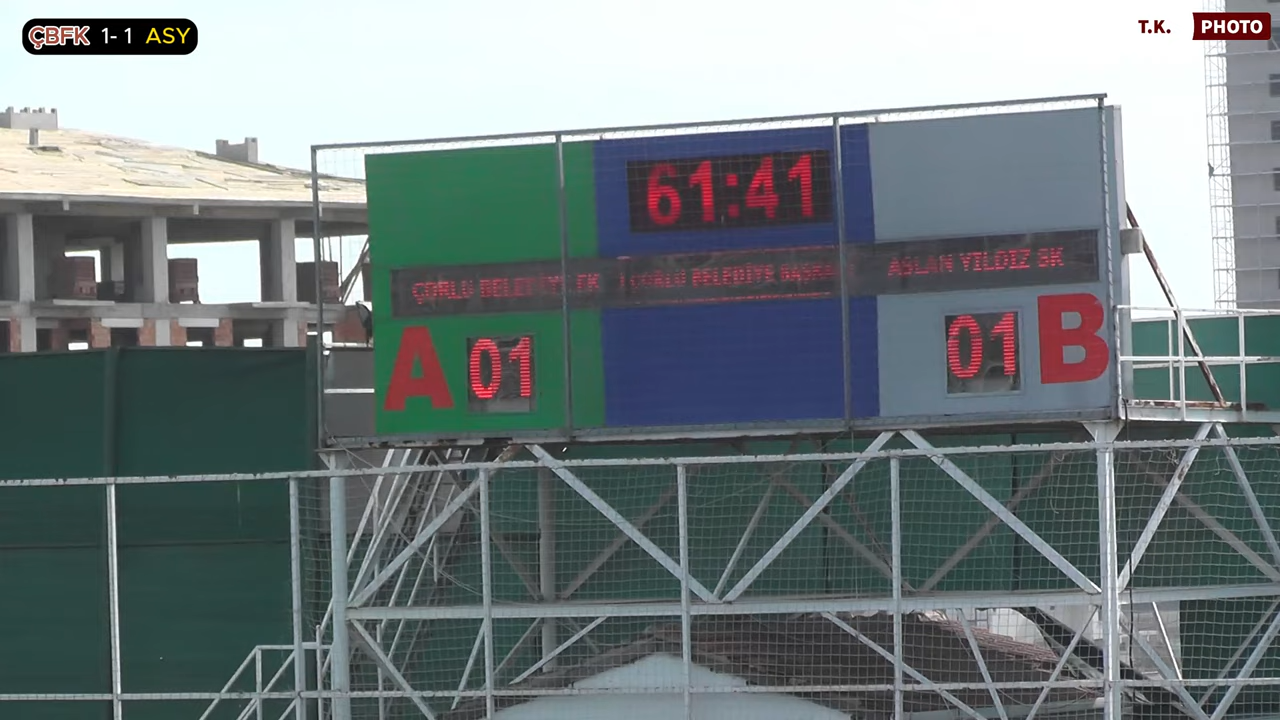 ÇBFK 1-1 ASY
T.K. PHOTO
61:41
ÇORLU BELEDİYE SK
ÇORLU BELEDİYE BAŞKA
ASLAN YILDIZ SK
A 01
01 B